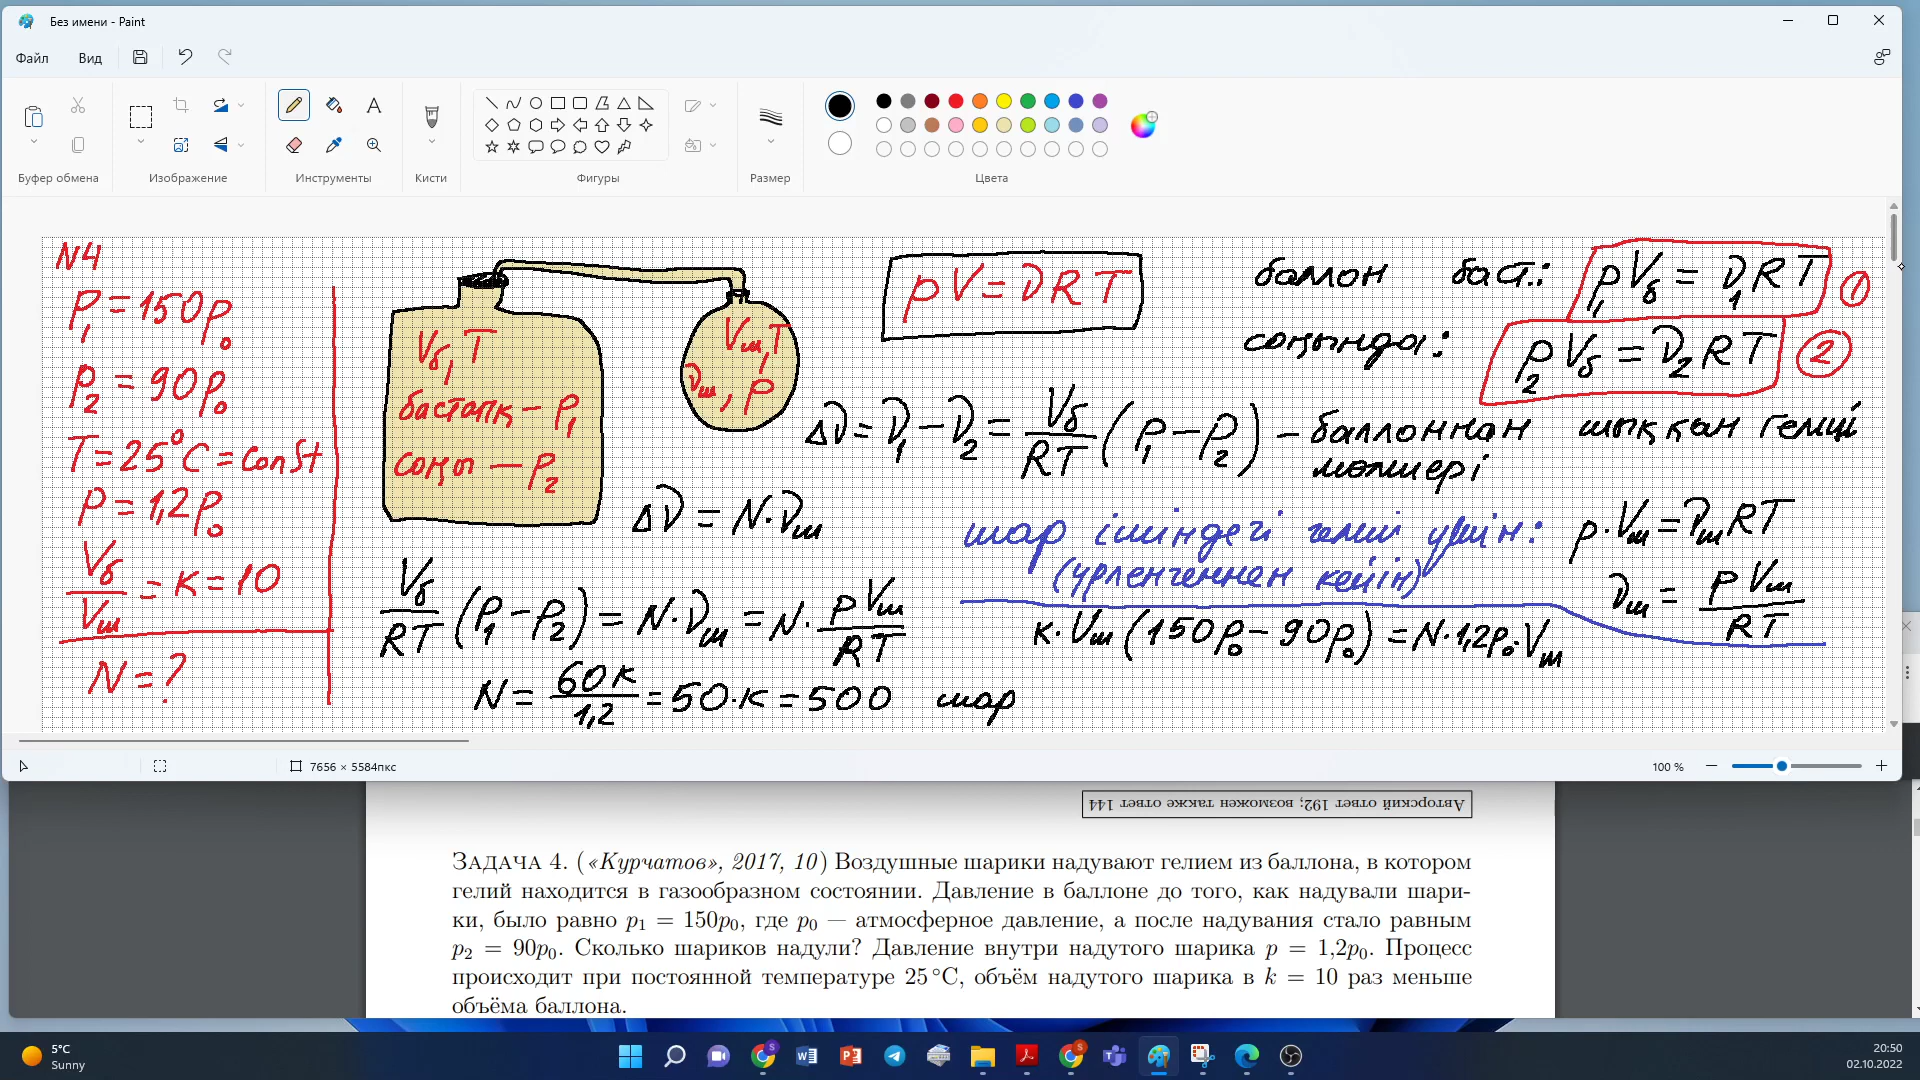 Без имени - Paint
Файл
Вид
Буфер обмена
Изображение
Инструменты
Кисти
Фигуры
Размер
Цвета
N4
p₁ = 150p₀
p₂ = 90p₀
T = 25°C = const
p = 1,2p₀
Vб/Vш = к = 10
N = ?
Vб, T
бастапқ – p₁
соңы – p₂
Vш, T
νш, p
pV = νRT
баллон баст.: p₁Vб = ν₁RT ①
соңында: p₂Vб = ν₂RT ②
Δν = ν₁ – ν₂ = Vб/RT (p₁ – p₂) – баллоннан шыққан гелий
мөлшері
Δν = N·νш
шар ішіндегі гелий үшін:
(үрленгеннен кейін)
p·Vш = νшRT
νш = pVш/RT
Vб/RT (p₁ – p₂) = N·νш = N· pVш/RT
к·Vш (150p₀ – 90p₀) = N·1,2p₀·Vш
N = 60к/1,2 = 50·к = 500 шар
7656 × 5584пкс
100 %
Авторский ответ 192; возможен также ответ 144
Задача 4. («Курчатов», 2017, 10) Воздушные шарики надувают гелием из баллона, в котором
гелий находится в газообразном состоянии. Давление в баллоне до того, как надували шари-
ки, было равно p₁ = 150p₀, где p₀ — атмосферное давление, а после надувания стало равным
p₂ = 90p₀. Сколько шариков надули? Давление внутри надутого шарика p = 1,2p₀. Процесс
происходит при постоянной температуре 25 °C, объём надутого шарика в k = 10 раз меньше
объёма баллона.
5°C
Sunny
20:50
02.10.2022